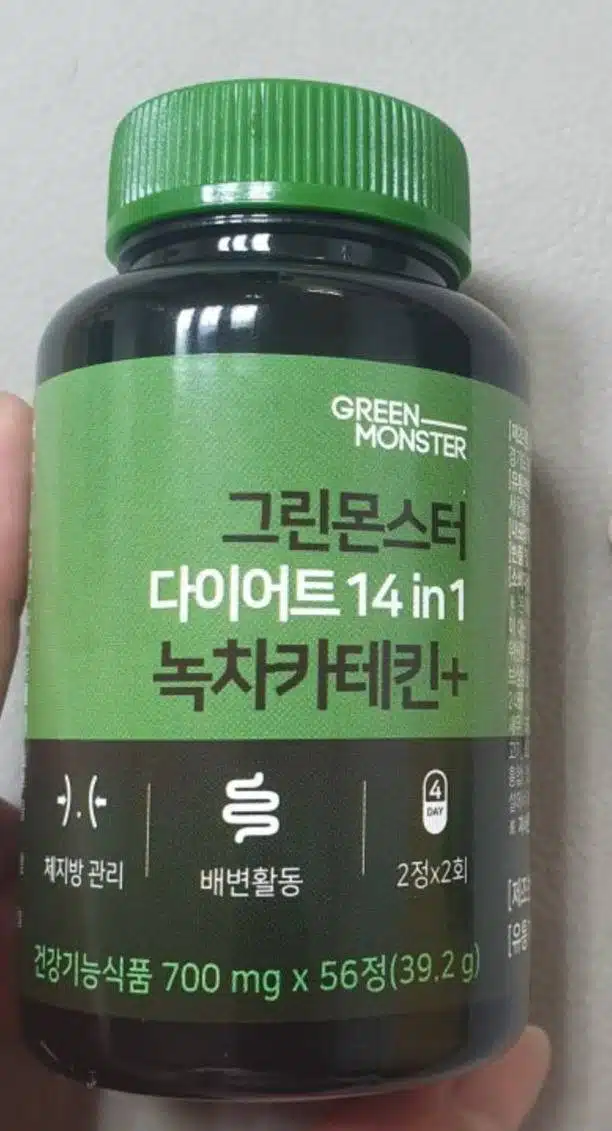 GREEN
MONSTER
그린몬스터
다이어트 14 in 1
녹차카테킨+
4
DAY
체지방 관리
배변활동
2정x2회
건강기능식품 700 mg x 56정(39.2 g)